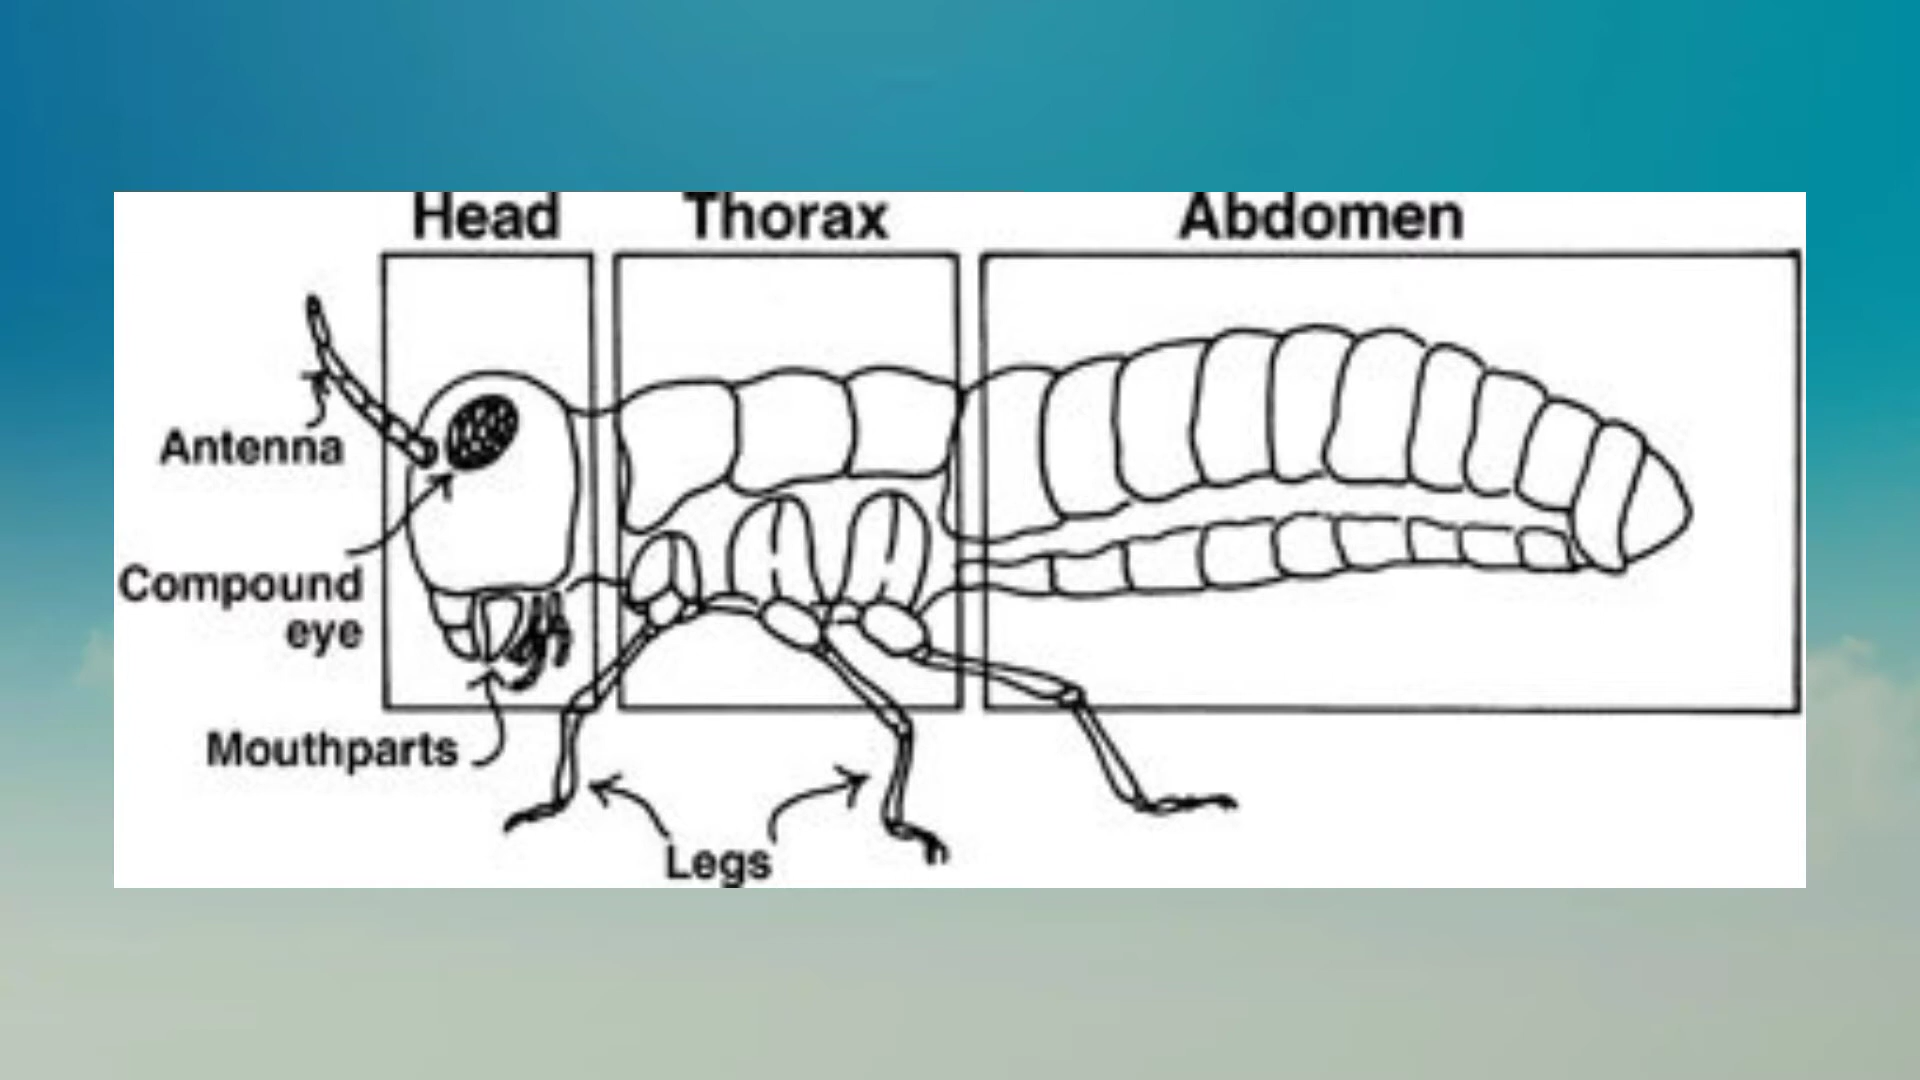 Head
Thorax
Abdomen
Antenna
Compound
eye
Mouthparts
Legs